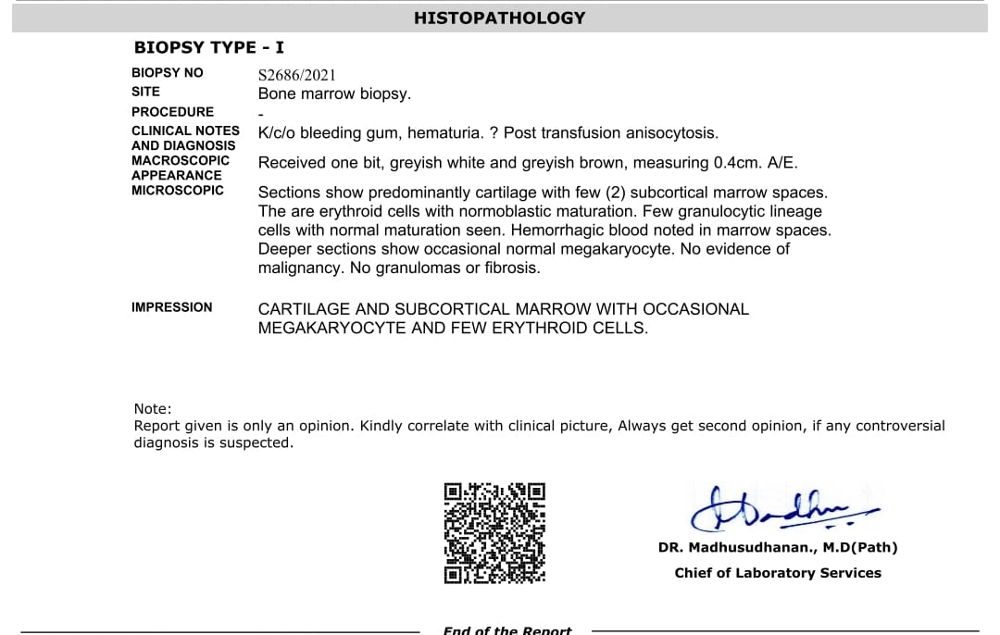 HISTOPATHOLOGY
BIOPSY TYPE - I
BIOPSY NO S2686/2021
SITE Bone marrow biopsy.
PROCEDURE -
CLINICAL NOTES AND DIAGNOSIS K/c/o bleeding gum, hematuria. ? Post transfusion anisocytosis.
MACROSCOPIC APPEARANCE Received one bit, greyish white and greyish brown, measuring 0.4cm. A/E.
MICROSCOPIC Sections show predominantly cartilage with few (2) subcortical marrow spaces.
The are erythroid cells with normoblastic maturation. Few granulocytic lineage
cells with normal maturation seen. Hemorrhagic blood noted in marrow spaces.
Deeper sections show occasional normal megakaryocyte. No evidence of
malignancy. No granulomas or fibrosis.
IMPRESSION CARTILAGE AND SUBCORTICAL MARROW WITH OCCASIONAL
MEGAKARYOCYTE AND FEW ERYTHROID CELLS.
Note:
Report given is only an opinion. Kindly correlate with clinical picture, Always get second opinion, if any controversial
diagnosis is suspected.
DR. Madhusudhanan., M.D(Path)
Chief of Laboratory Services
End of the Report